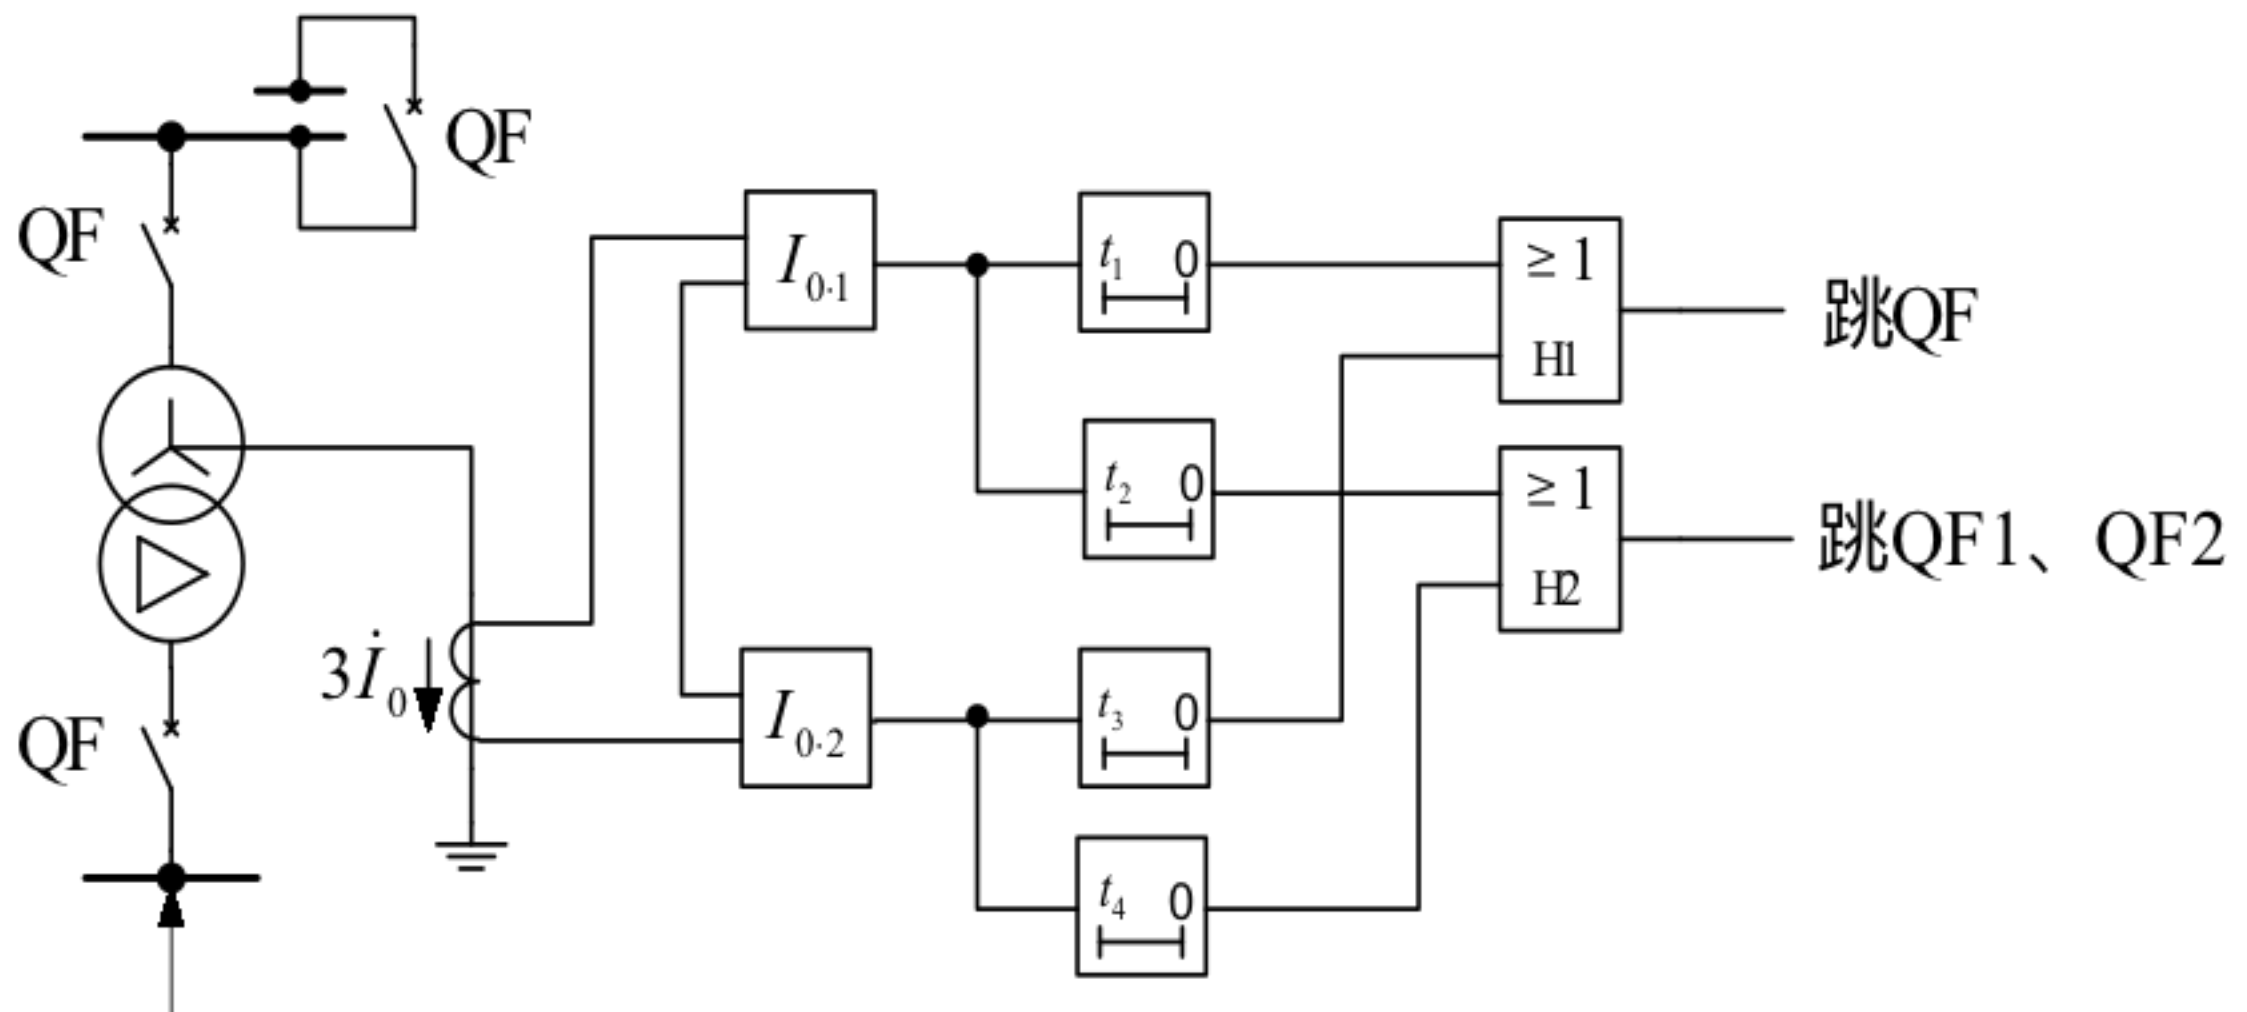 QF
QF
I0·1
t1 0
≥ 1
H1
跳QF
t2 0
≥ 1
H2
跳QF1、QF2
3İ0
QF
I0·2
t3 0
t4 0